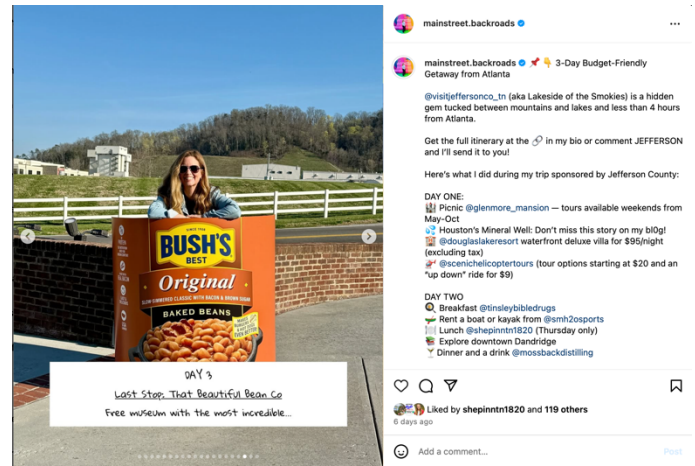 SINCE 1908
BUSH'S
BEST
Original
SLOW-SIMMERED CLASSIC WITH BACON & BROWN SUGAR
BAKED BEANS
DAY 3
Last Stop: That Beautiful Bean Co
Free museum with the most incredible...
mainstreet.backroads
mainstreet.backroads 📌 👇 3-Day Budget-Friendly
Getaway from Atlanta
@visitjeffersonco_tn (aka Lakeside of the Smokies) is a hidden
gem tucked between mountains and lakes and less than 4 hours
from Atlanta.
Get the full itinerary at the 🔗 in my bio or comment JEFFERSON
and I'll send it to you!
Here's what I did during my trip sponsored by Jefferson County:
DAY ONE:
🏰 Picnic @glenmore_mansion — tours available weekends from
May-Oct
💦 Houston's Mineral Well: Don't miss this story on my bl0g!
🏨 @douglaslakeresort waterfront deluxe villa for $95/night
(excluding tax)
🚁 @scenichelicoptertours (tour options starting at $20 and an
"up down" ride for $9)
DAY TWO
🍳 Breakfast @tinsleybibledrugs
🛶 Rent a boat or kayak from @smh2osports
🍽️ Lunch @shepinntn1820 (Thursday only)
📚 Explore downtown Dandridge
🍸 Dinner and a drink @mossbackdistilling
Liked by shepinntn1820 and 119 others
6 days ago
Add a comment...
Post